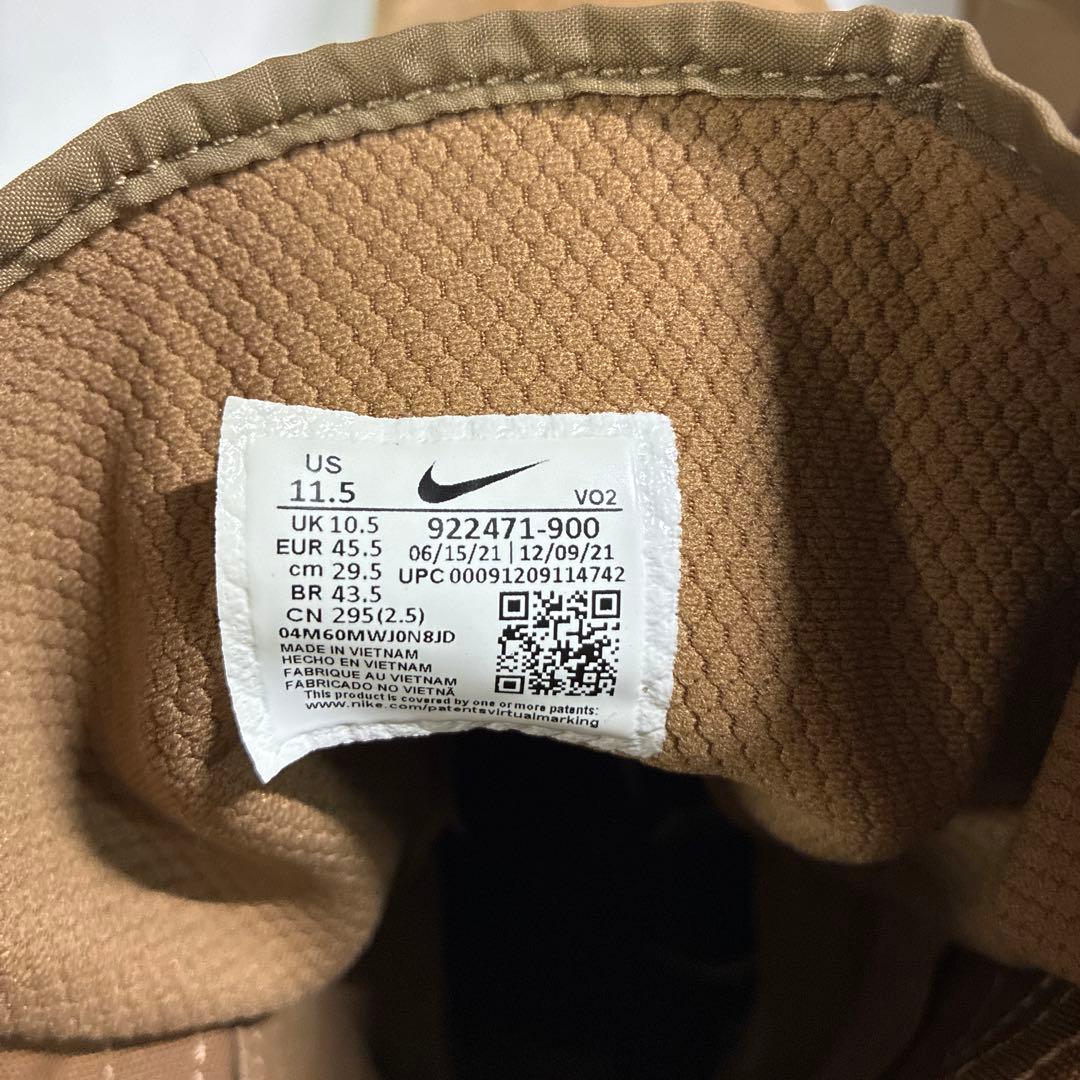 US
11.5
VO2
UK 10.5
922471-900
EUR 45.5
06/15/21 | 12/09/21
cm 29.5
UPC 00091209114742
BR 43.5
CN 295(2.5)
04M60MWJ0N8JD
MADE IN VIETNAM
HECHO EN VIETNAM
FABRIQUE AU VIETNAM
FABRICADO NO VIETNÃ
This product is covered by one or more patents:
www.nike.com/patentsvirtualmarking